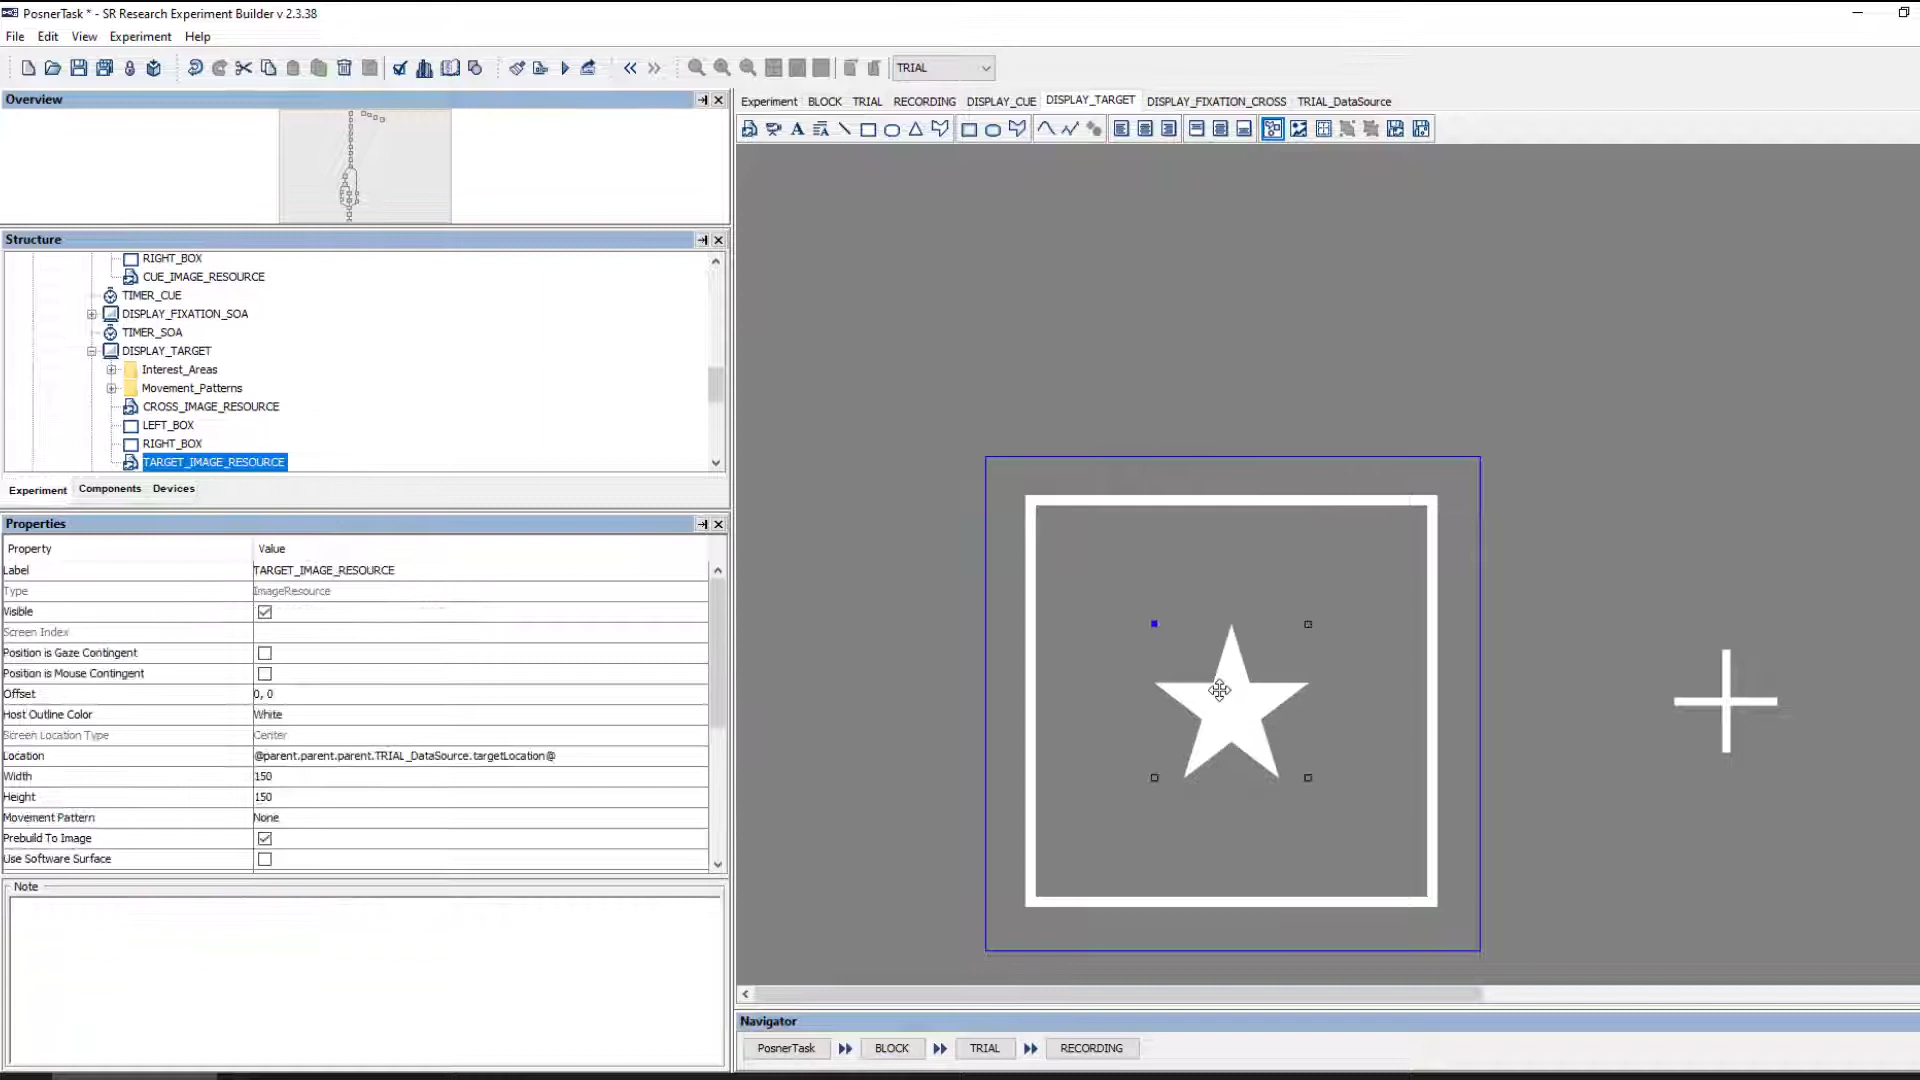 PosnerTask * - SR Research Experiment Builder v 2.3.38
File Edit View Experiment Help
TRIAL
Overview
Structure
RIGHT_BOX
CUE_IMAGE_RESOURCE
TIMER_CUE
DISPLAY_FIXATION_SOA
TIMER_SOA
DISPLAY_TARGET
Interest_Areas
Movement_Patterns
CROSS_IMAGE_RESOURCE
LEFT_BOX
RIGHT_BOX
TARGET_IMAGE_RESOURCE
Experiment Components Devices
Properties
Property Value
Label TARGET_IMAGE_RESOURCE
Type ImageResource
Visible
Screen Index
Position is Gaze Contingent
Position is Mouse Contingent
Offset 0, 0
Host Outline Color White
Screen Location Type Center
Location @parent.parent.parent.TRIAL_DataSource.targetLocation@
Width 150
Height 150
Movement Pattern None
Prebuild To Image
Use Software Surface
Note
Experiment BLOCK TRIAL RECORDING DISPLAY_CUE DISPLAY_TARGET DISPLAY_FIXATION_CROSS TRIAL_DataSource
Navigator
PosnerTask BLOCK TRIAL RECORDING